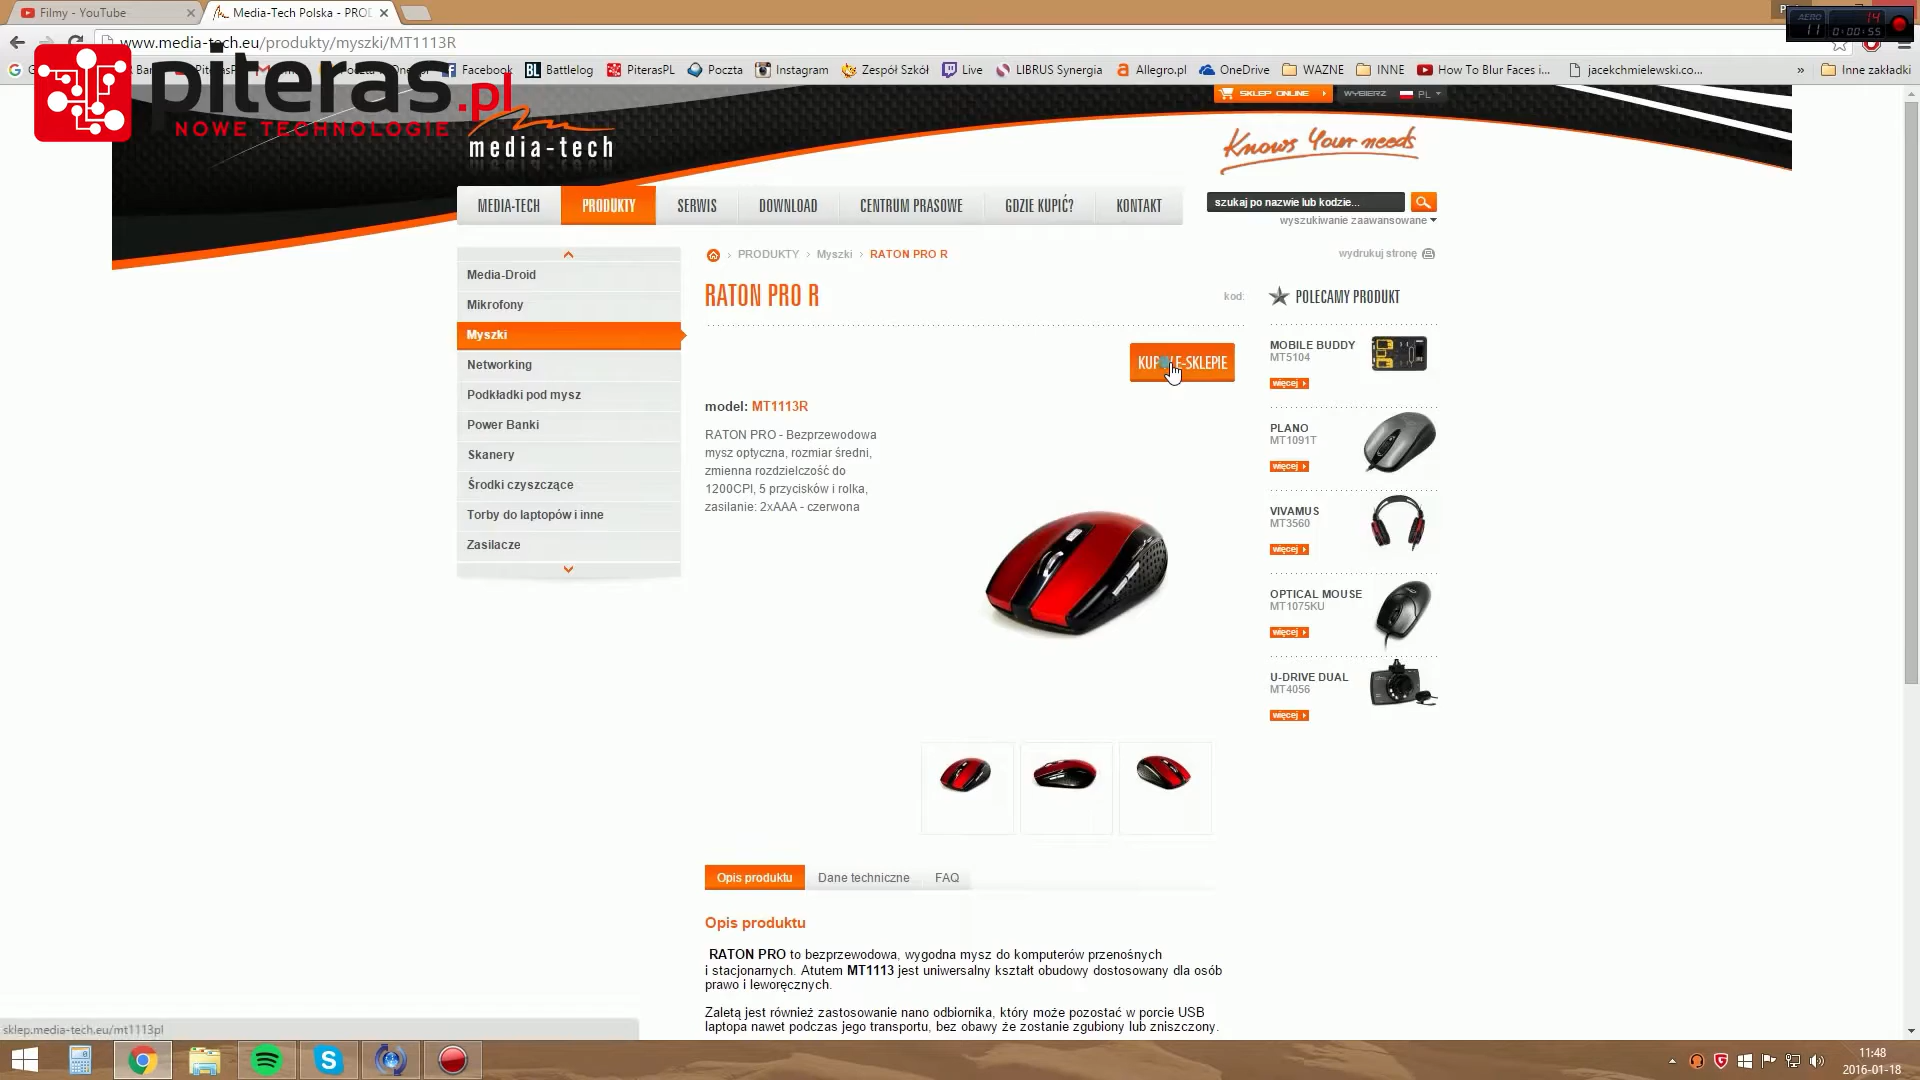 Filmy - YouTube
Media-Tech Polska - PROD
AERO
14
11
0:00:55
www.media-tech.eu/produkty/myszki/MT1113R
Facebook
Battlelog
PiterasPL
Poczta
Instagram
Zespół Szkół
Live
LIBRUS Synergia
Allegro.pl
OneDrive
WAZNE
INNE
How To Blur Faces i...
jacekchmielewski.co...
»
Inne zakładki
piteras.pl
NOWE TECHNOLOGIE
media-tech
SKLEP ONLINE
WYBIERZ
PL
Knows Your needs
MEDIA-TECH
PRODUKTY
SERWIS
DOWNLOAD
CENTRUM PRASOWE
GDZIE KUPIĆ?
KONTAKT
szukaj po nazwie lub kodzie...
wyszukiwanie zaawansowane
Media-Droid
Mikrofony
Myszki
Networking
Podkładki pod mysz
Power Banki
Skanery
Środki czyszczące
Torby do laptopów i inne
Zasilacze
PRODUKTY › Myszki › RATON PRO R
wydrukuj stronę
RATON PRO R
kod:
E-SKLEPIE
model: MT1113R
RATON PRO - Bezprzewodowa
mysz optyczna, rozmiar średni,
zmienna rozdzielczość do
1200CPI, 5 przycisków i rolka,
zasilanie: 2xAAA - czerwona
POLECAMY PRODUKT
MOBILE BUDDY
MT5104
więcej
PLANO
MT1091T
więcej
VIVAMUS
MT3560
więcej
OPTICAL MOUSE
MT1075KU
więcej
U-DRIVE DUAL
MT4056
więcej
Opis produktu
Dane techniczne
FAQ
Opis produktu
RATON PRO to bezprzewodowa, wygodna mysz do komputerów przenośnych
i stacjonarnych. Atutem MT1113 jest uniwersalny kształt obudowy dostosowany dla osób
prawo i leworęcznych.
Zaletą jest również zastosowanie nano odbiornika, który może pozostać w porcie USB
laptopa nawet podczas jego transportu, bez obawy że zostanie zgubiony lub zniszczony.
sklep.media-tech.eu/mt1113pl
11:48
2016-01-18